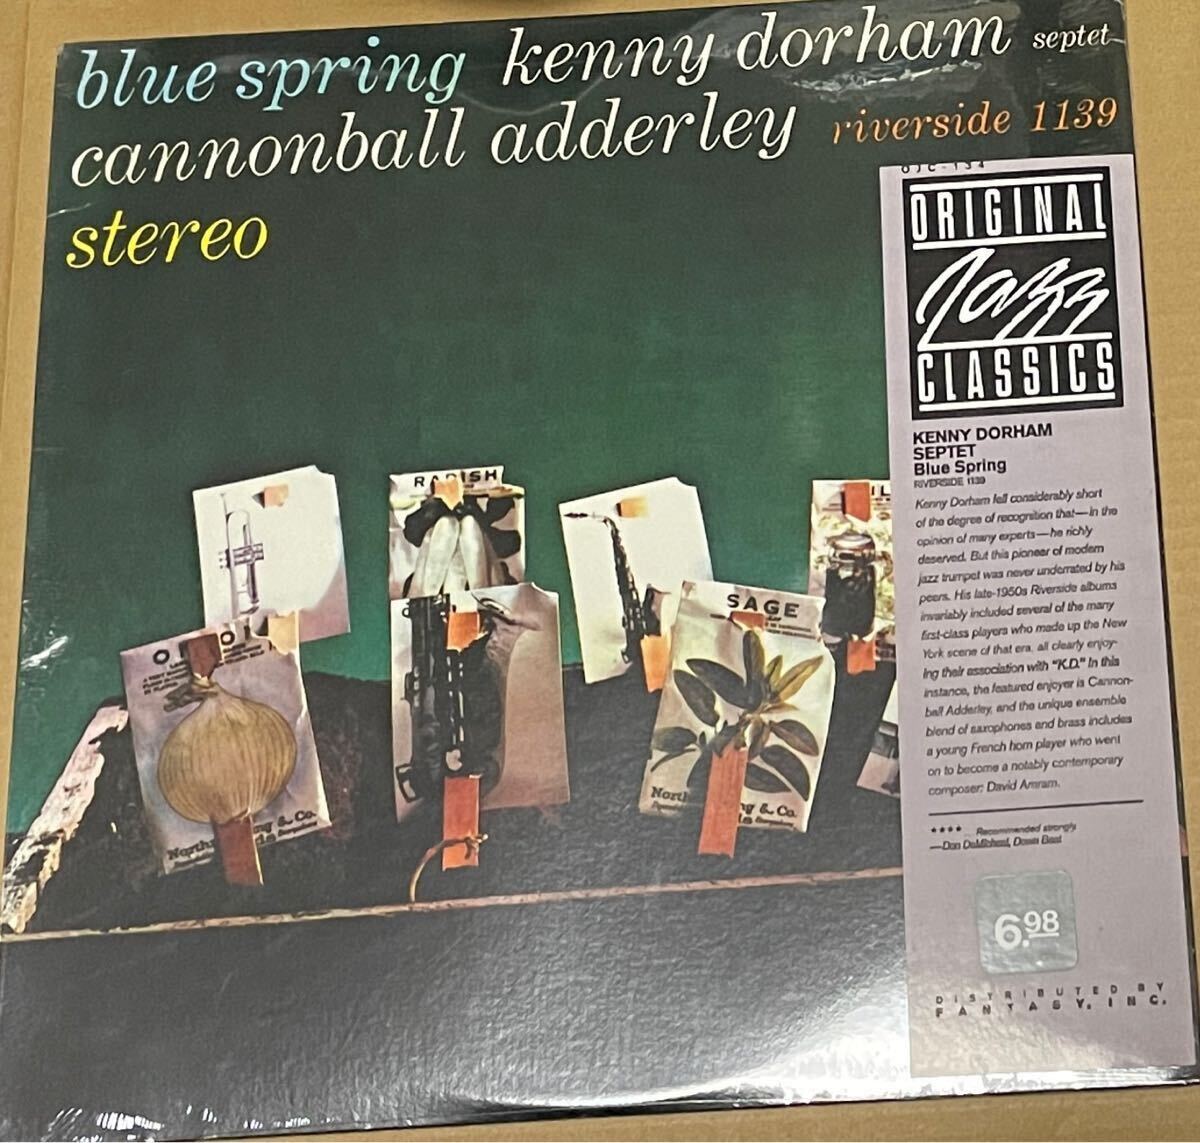 blue spring kenny dorham septet
cannonball adderley riverside 1139
stereo
OJC-134
ORIGINAL
Jazz
CLASSICS
KENNY DORHAM
SEPTET
Blue Spring
RIVERSIDE 1139
Kenny Dorham fell considerably short
of the degree of recognition that—in the
opinion of many experts—he richly
deserved. But this pioneer of modern
jazz trumpet was never underrated by his
peers. His late-1950s Riverside albums
invariably included several of the many
first-class players who made up the New
York scene of that era, all clearly enjoy-
ing their association with "K.D." In this
instance, the featured enjoyer is Cannon-
ball Adderley, and the unique ensemble
blend of saxophones and brass includes
a young French horn player who went
on to become a notably contemporary
composer: David Amram.
★★★★ ... Recommended strongly
—Don DeMicheal, Down Beat
6.98
DISTRIBUTED BY
FANTASY, INC.
SAGE
& Co.
& Co.